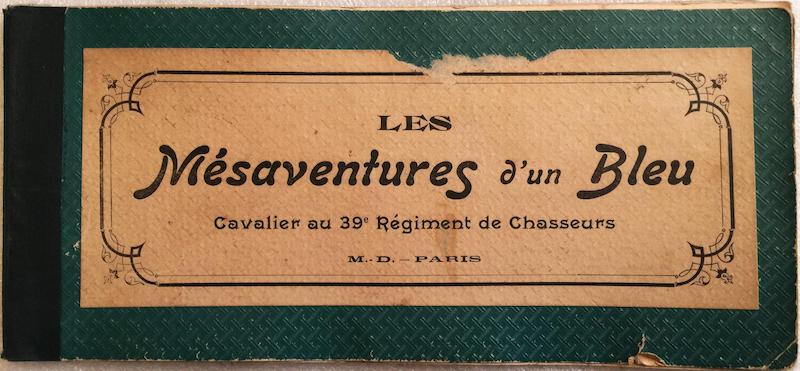 LES
Mésaventures d'un Bleu
Cavalier au 39e Régiment de Chasseurs
M.-D. – PARIS